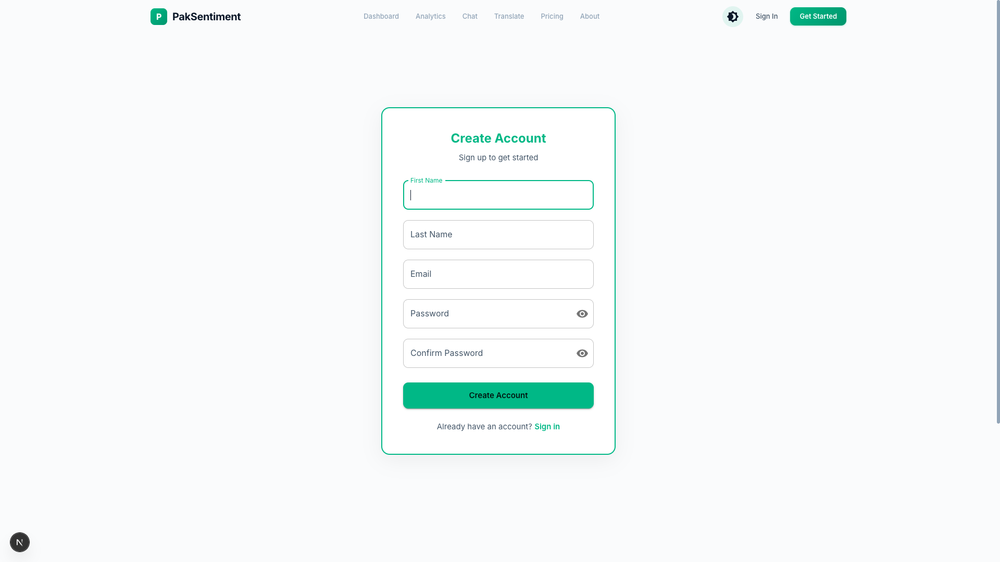 P PakSentiment
Dashboard Analytics Chat Translate Pricing About
Sign In Get Started
Create Account
Sign up to get started
First Name
Last Name
Email
Password
Confirm Password
Create Account
Already have an account? Sign in
N